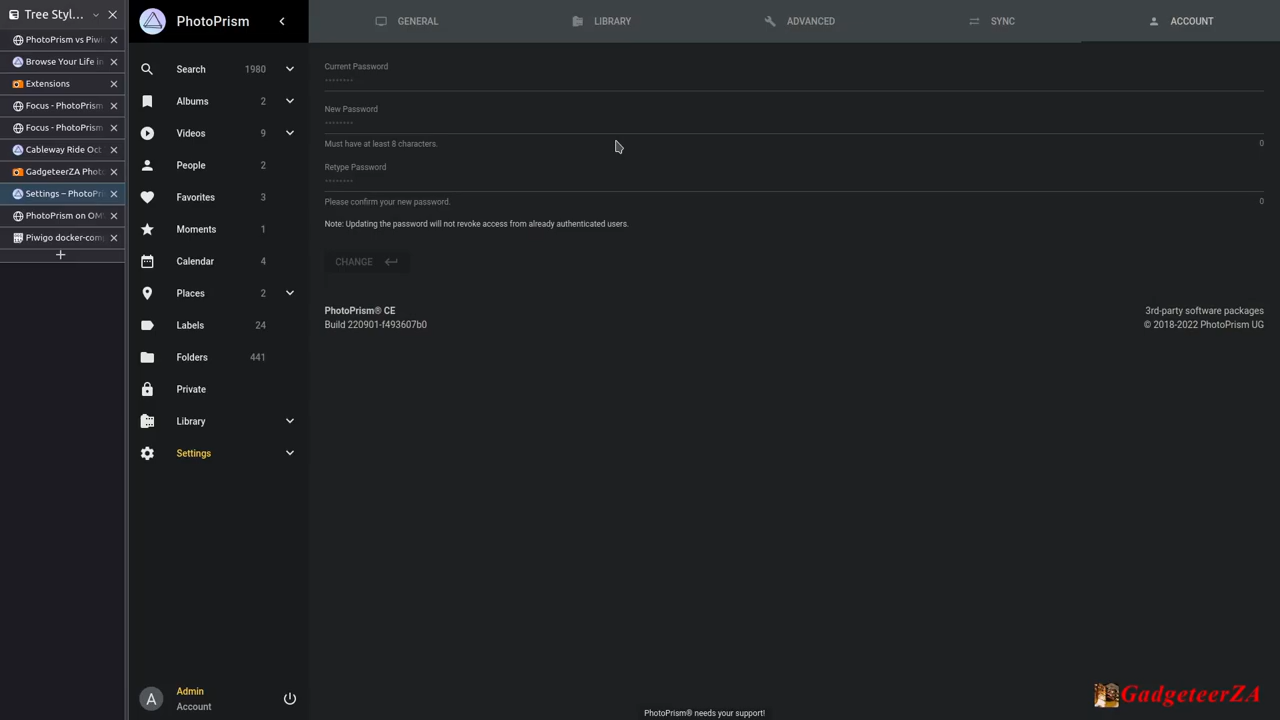 Tree Styl...
PhotoPrism vs Piwi
Browse Your Life in
Extensions
Focus - PhotoPrism
Focus - PhotoPrism
Cableway Ride Oct
GadgeteerZA Phot
Settings – PhotoPri
PhotoPrism on OM
Piwigo docker-com
PhotoPrism
Search 1980
Albums 2
Videos 9
People 2
Favorites 3
Moments 1
Calendar 4
Places 2
Labels 24
Folders 441
Private
Library
Settings
A Admin
Account
GENERAL LIBRARY ADVANCED SYNC ACCOUNT
Current Password
New Password
Must have at least 8 characters. 0
Retype Password
Please confirm your new password. 0
Note: Updating the password will not revoke access from already authenticated users.
CHANGE
PhotoPrism® CE 3rd-party software packages
Build 220901-f493607b0 © 2018-2022 PhotoPrism UG
GadgeteerZA
PhotoPrism® needs your support!